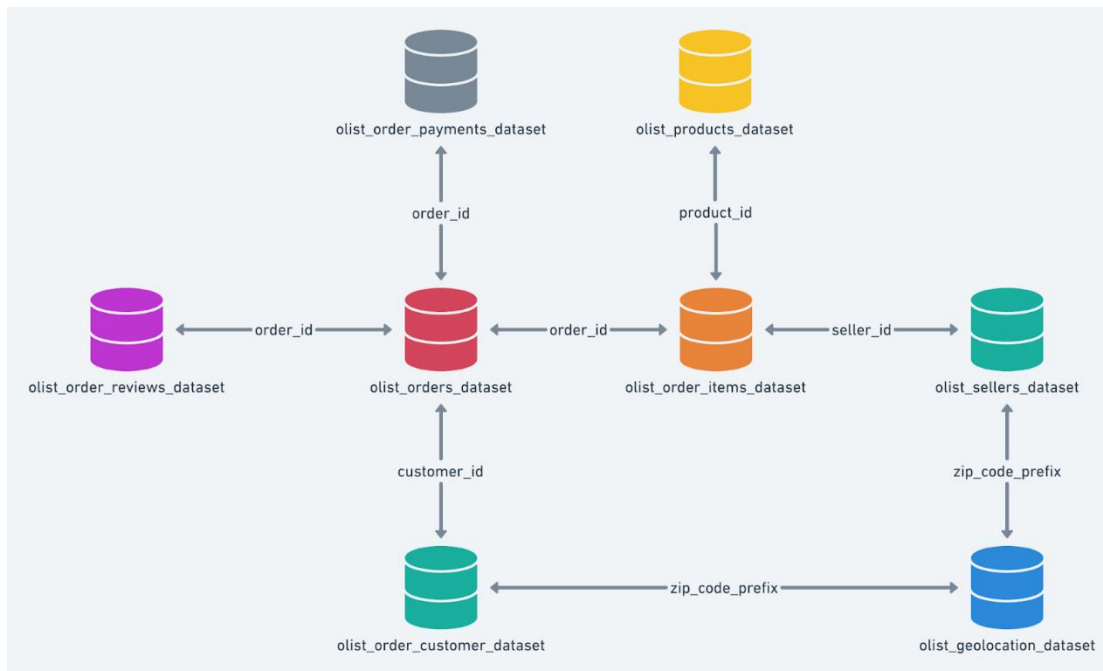 olist_order_payments_dataset
olist_products_dataset
order_id
product_id
order_id
order_id
seller_id
olist_order_reviews_dataset
olist_orders_dataset
olist_order_items_dataset
olist_sellers_dataset
customer_id
zip_code_prefix
zip_code_prefix
olist_order_customer_dataset
olist_geolocation_dataset